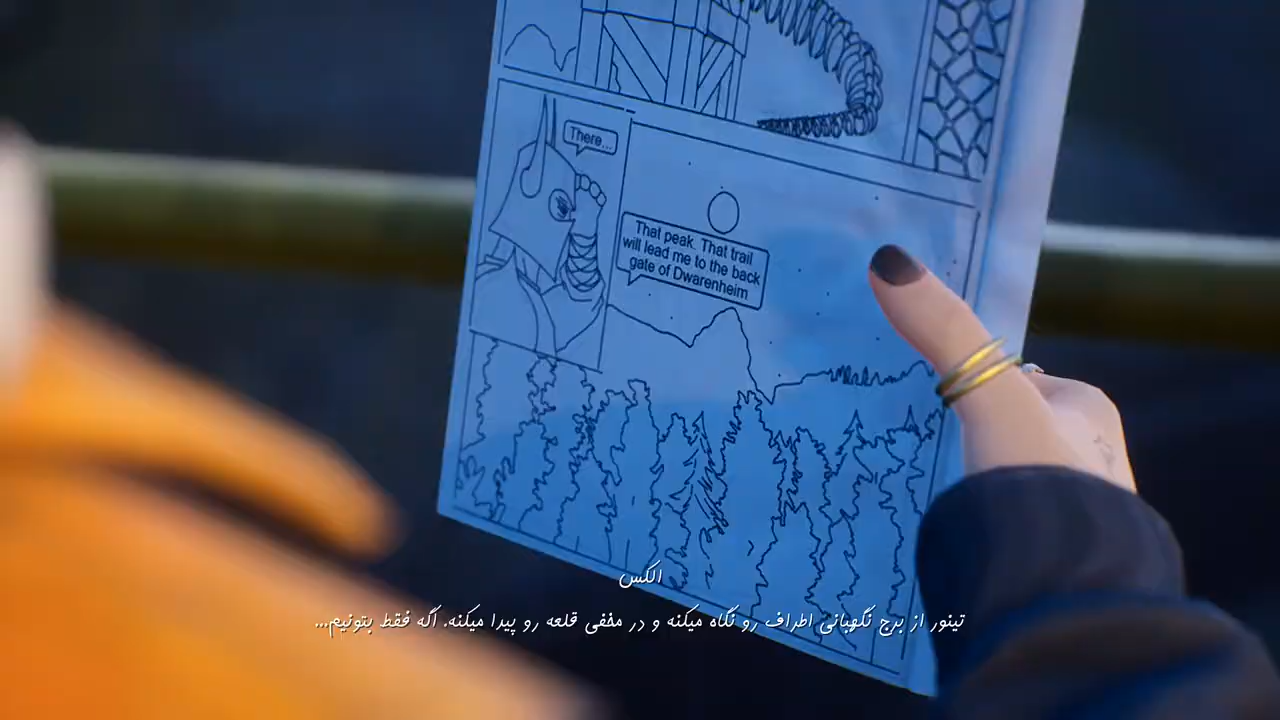 There...
That peak. That trail
will lead me to the back
gate of Dwarenheim
الکس
تینور از برج نگهبانی اطراف رو نگاه میکنه و در مخفی قلعه رو پیدا میکنه. اگه فقط بتونیم...